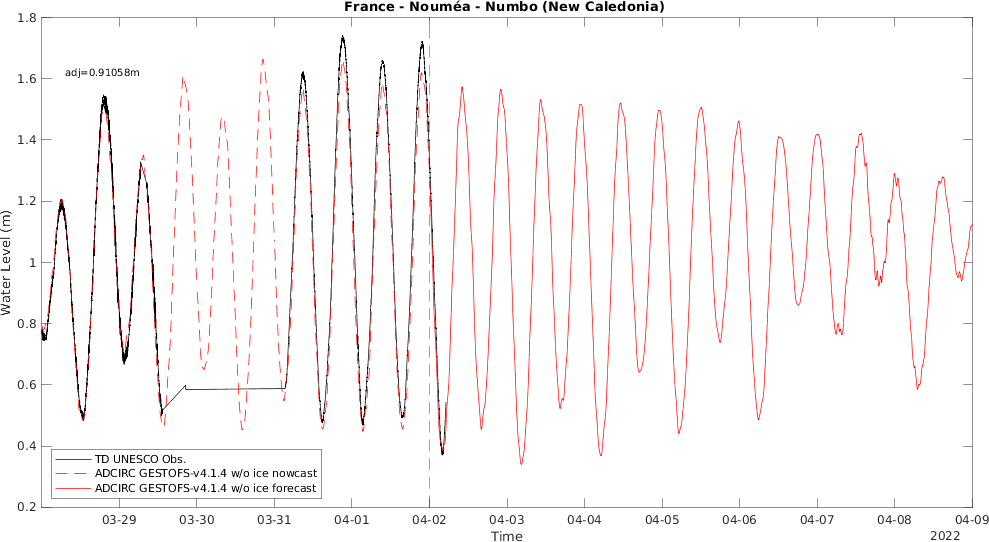 France - Nouméa - Numbo (New Caledonia)
1.8
1.6
1.4
1.2
1
0.8
0.6
0.4
0.2
Water Level (m)
adj=0.91058m
TD UNESCO Obs.
ADCIRC GESTOFS-v4.1.4 w/o ice nowcast
ADCIRC GESTOFS-v4.1.4 w/o ice forecast
03-29 03-30 03-31 04-01 04-02 04-03 04-04 04-05 04-06 04-07 04-08 04-09
Time
2022